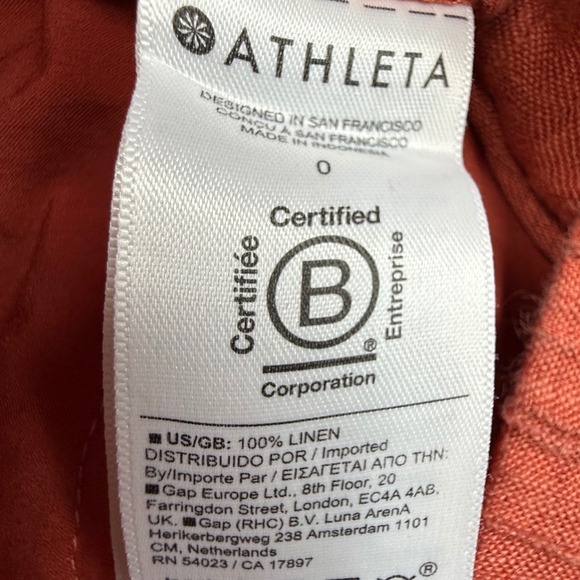 ATHLETA
DESIGNED IN SAN FRANCISCO
CONÇU À SAN FRANCISCO
MADE IN INDONESIA
0
Certified
Certifiée
B
Entreprise
®
Corporation
US/GB: 100% LINEN
DISTRIBUIDO POR / Imported
By/Importe Par / ΕΙΣΑΓΕΤΑΙ ΑΠΟ ΤΗΝ:
Gap Europe Ltd., 8th Floor, 20
Farringdon Street, London, EC4A 4AB,
UK. Gap (RHC) B.V. Luna ArenA
Herikerbergweg 238 Amsterdam 1101
CM, Netherlands
RN 54023 / CA 17897
®